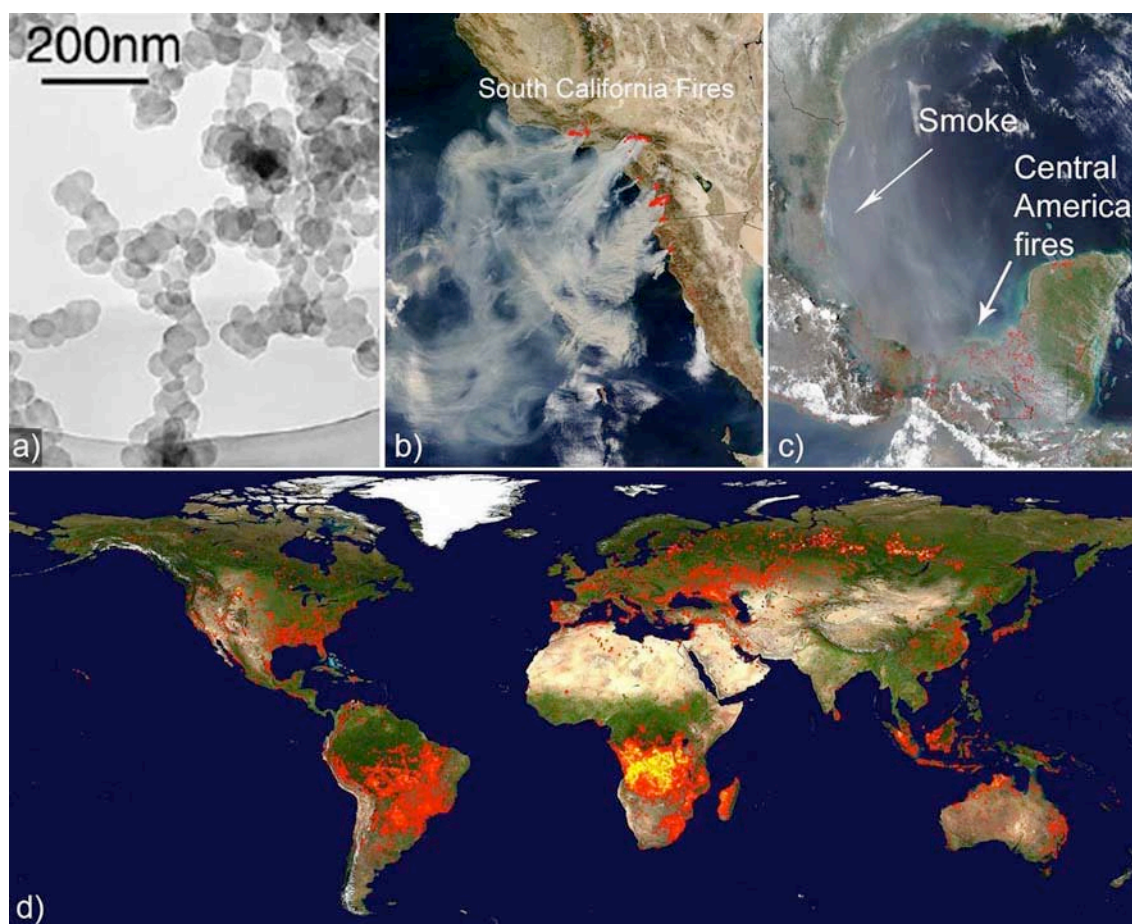 200nm
a)
South California Fires
b)
Smoke
Central
America
fires
c)
d)